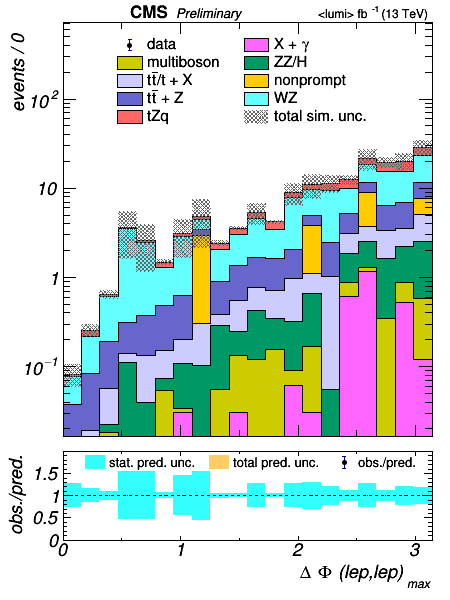 CMS Preliminary <lumi> fb⁻¹ (13 TeV)
events / 0
data
multiboson
tt̄/t + X
tt̄ + Z
tZq
X + γ
ZZ/H
nonprompt
WZ
total sim. unc.
10²
10
1
10⁻¹
stat. pred. unc. total pred. unc. obs./pred.
obs./pred.
1.5
1
0.5
0
0 1 2 3
Δ Φ (lep,lep) max